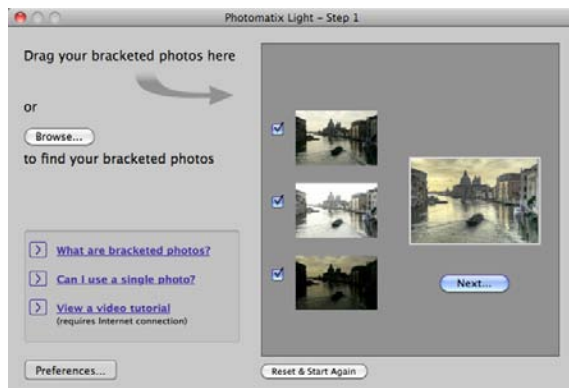 Photomatix Light – Step 1
Drag your bracketed photos here
or
Browse...
to find your bracketed photos
What are bracketed photos?
Can I use a single photo?
View a video tutorial
(requires Internet connection)
Next...
Preferences...
Reset & Start Again